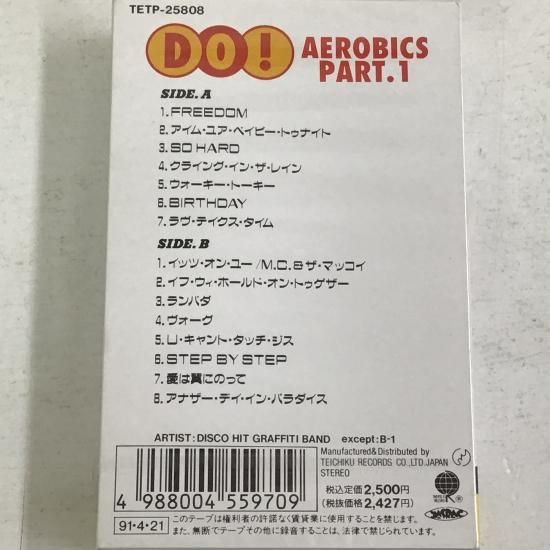 TETP-25808
DO!
AEROBICS
PART.1
SIDE.A
1.FREEDOM
2.アイム・ユア・ベイビー・トゥナイト
3.SO HARD
4.クライング・イン・ザ・レイン
5.ウォーキー・トーキー
6.BIRTHDAY
7.ラヴ・テイクス・タイム
SIDE.B
1.イッツ・オン・ユー/M.C.&ザ・マッコイ
2.イフ・ウィ・ホールド・オン・トゥゲザー
3.ランバダ
4.ヴォーグ
5.U・キャント・タッチ・ジス
6.STEP BY STEP
7.愛は翼にのって
8.アナザー・デイ・イン・パラダイス
ARTIST:DISCO HIT GRAFFITI BAND except:B-1
Manufactured&Distributed by
TEICHIKU RECORDS CO.,LTD.JAPAN
STEREO
税込定価2,500円
(税抜価格2,427円)
4 988004 559709
91・4・21
このテープは権利者の許諾なく賃貸業に使用することを禁じます。
また、無断でテープその他に録音することは、法律で禁じられています。